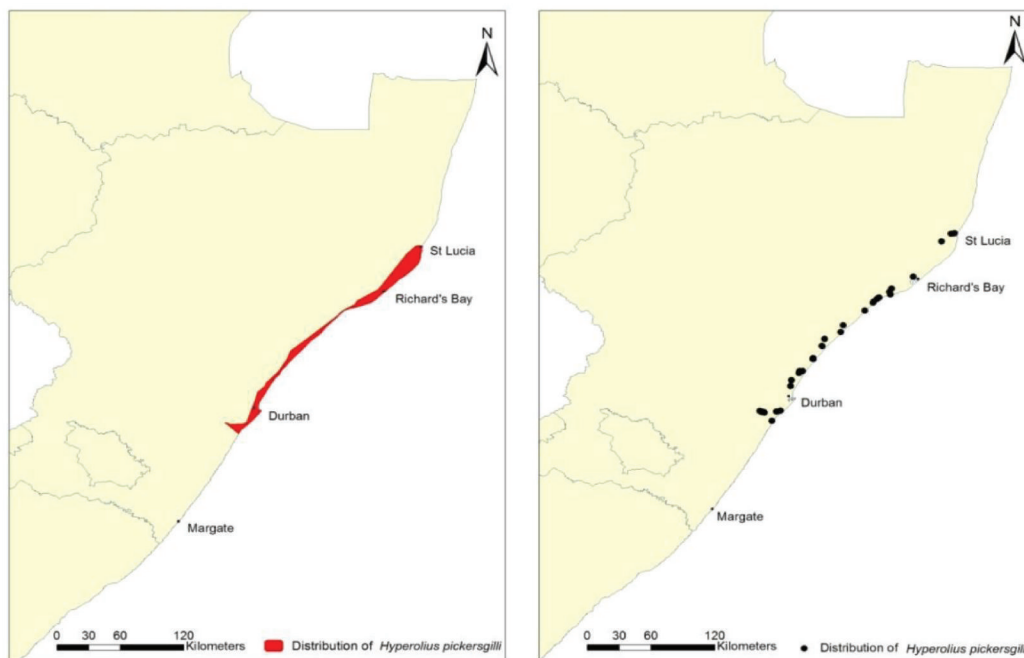 N
St Lucia
Richard's Bay
Durban
Margate
0 30 60 120
Kilometers
Distribution of Hyperolius pickersgilli
N
St Lucia
Richard's Bay
Durban
Margate
0 30 60 120
Kilometers
Distribution of Hyperolius pickersgilli